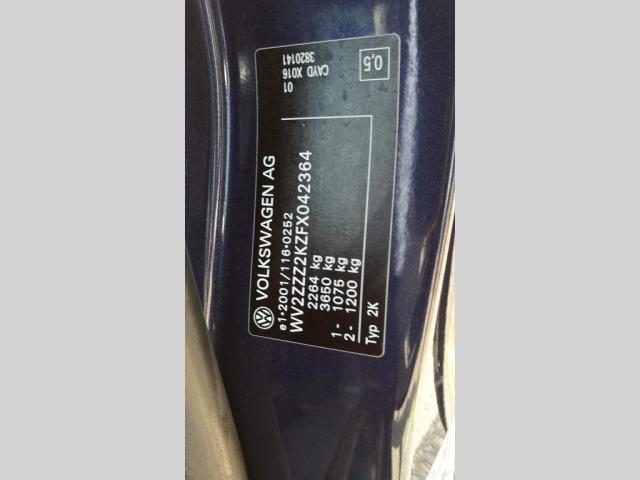 VOLKSWAGEN AG
e1*2001/116*0252
WV2ZZZ2KZFX042364
2264 kg
3650 kg
1- 1075 kg
2- 1200 kg
Typ 2K
01
CAYD X016
3820141
0,5